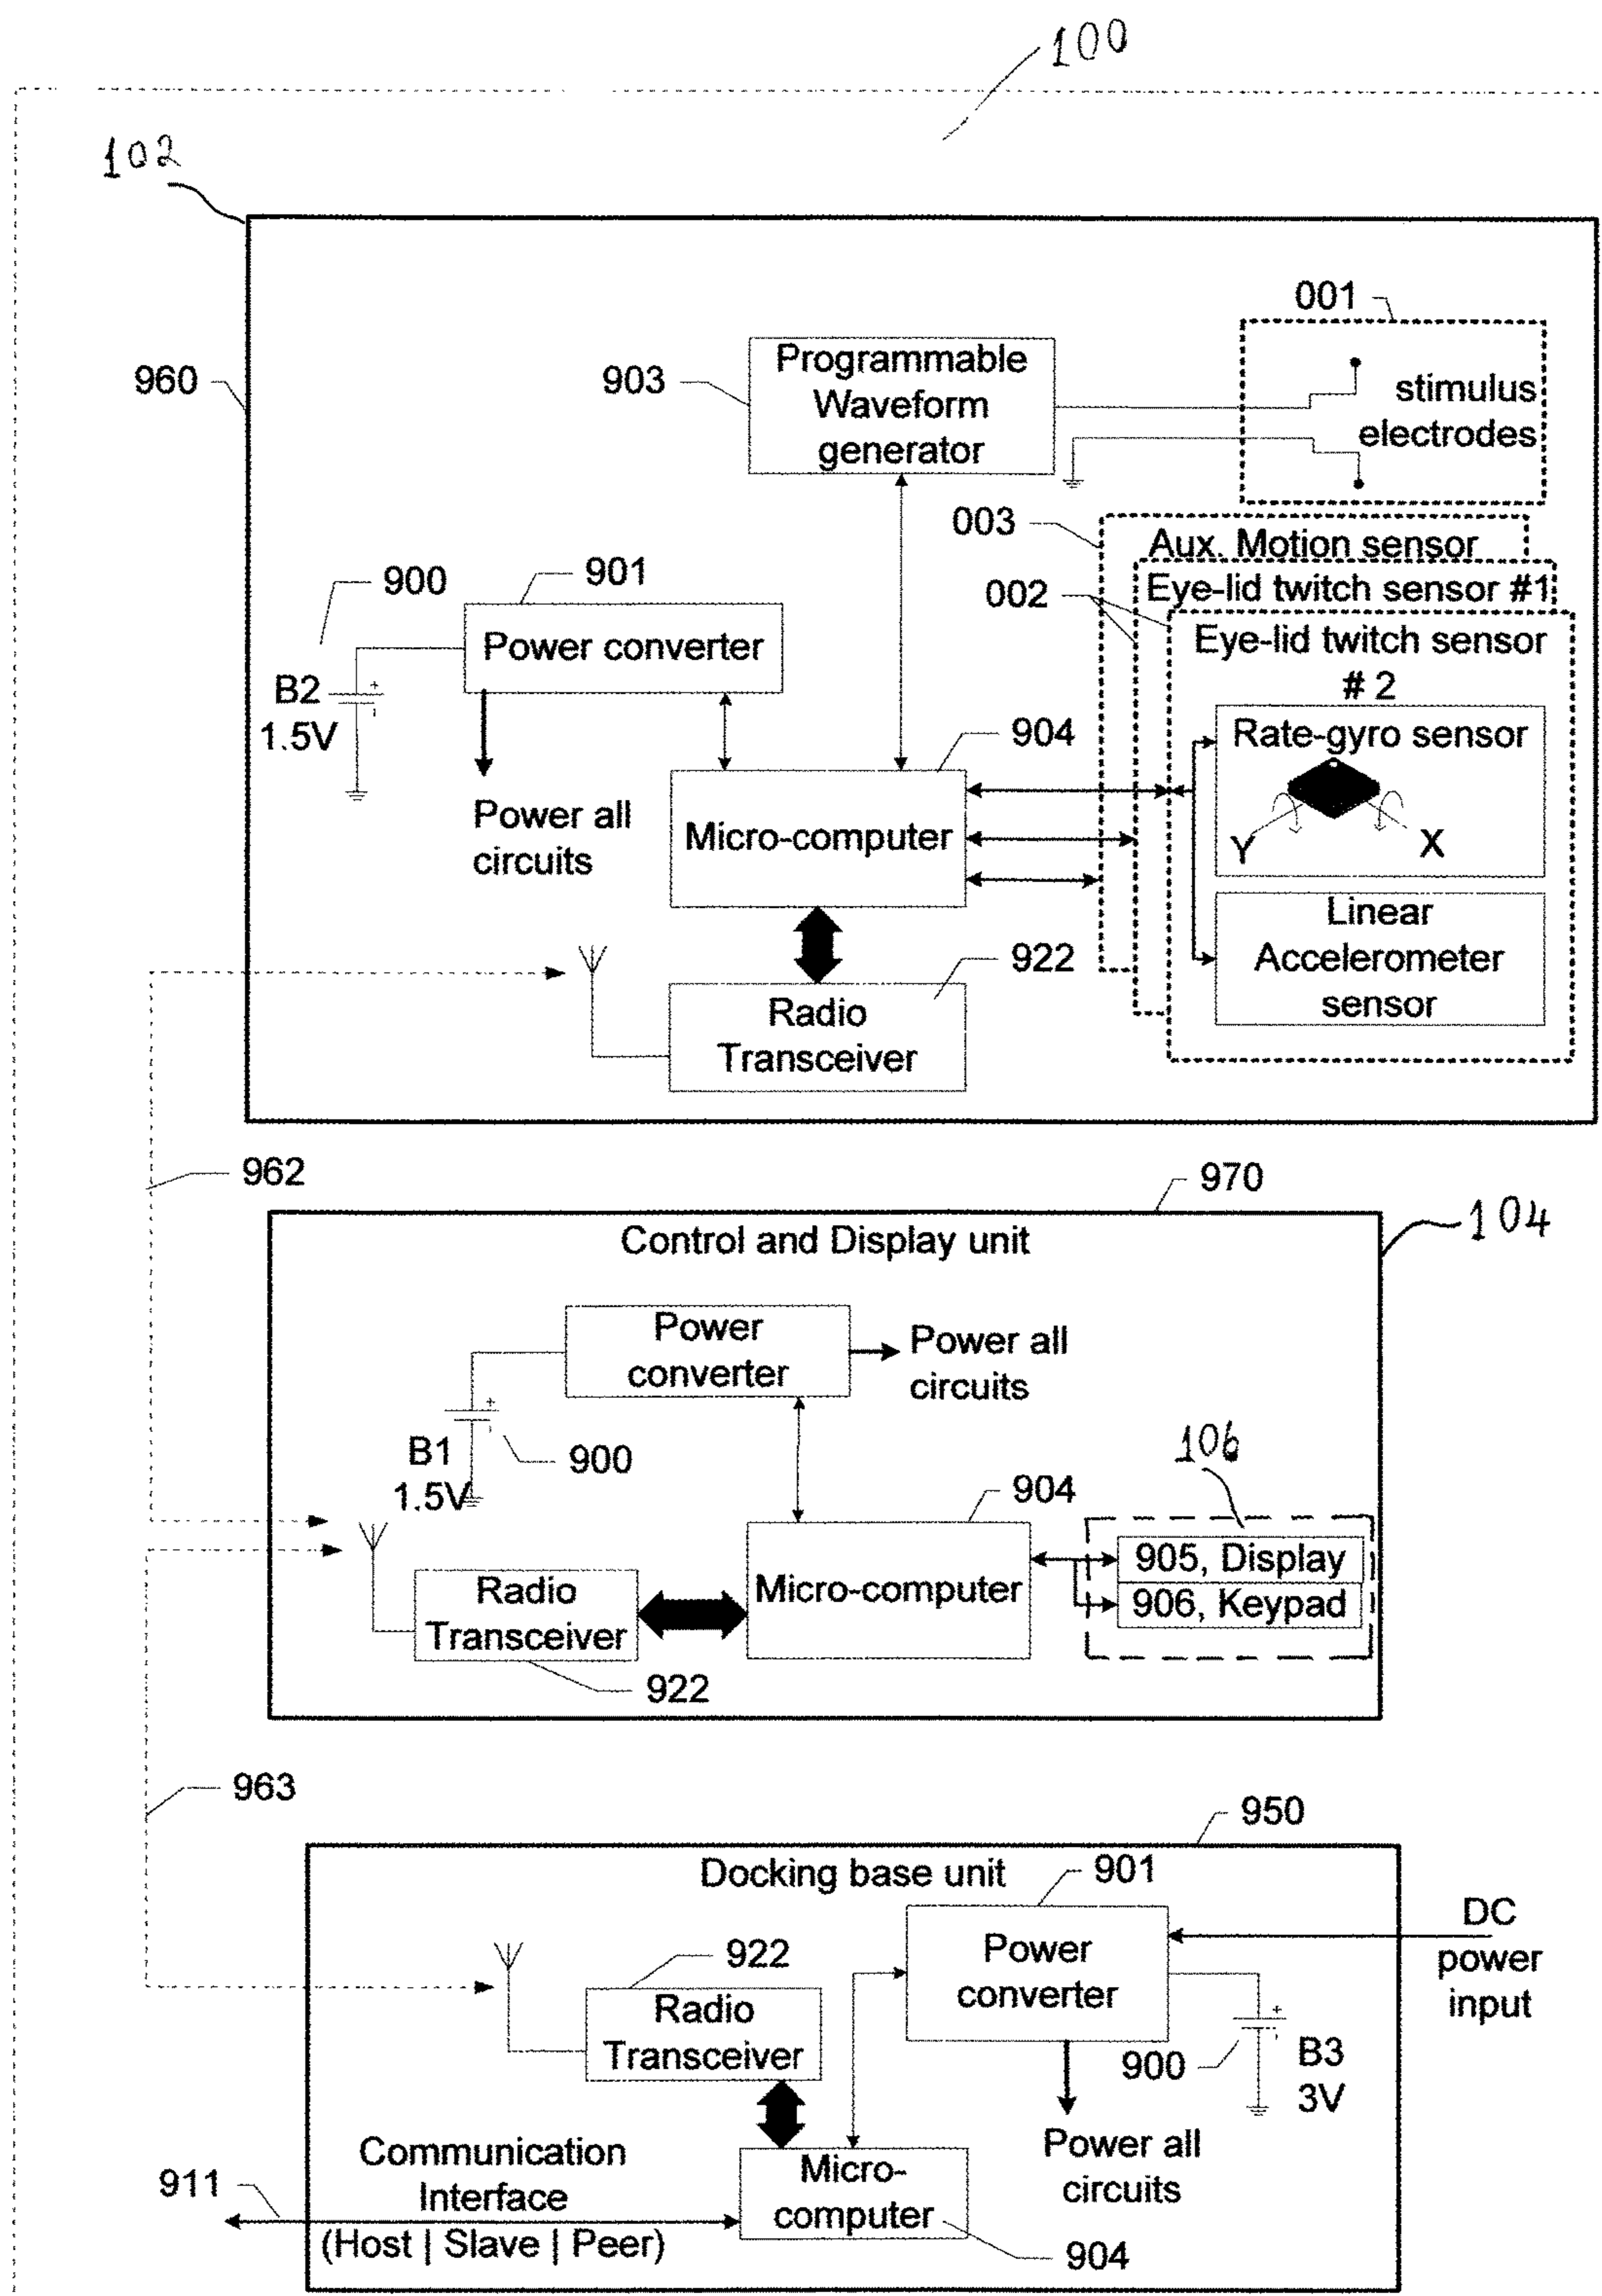 100
102
001
960
903
Programmable
Waveform
generator
stimulus
electrodes
003
Aux. Motion sensor
900
901
002
Eye-lid twitch sensor #1
Power converter
Eye-lid twitch sensor
# 2
B2
1.5V
Rate-gyro sensor
904
Power all
circuits
Micro-computer
Y
X
Linear
Accelerometer
sensor
922
Radio
Transceiver
962
970
104
Control and Display unit
Power
converter
Power all
circuits
B1
1.5V
900
106
904
905, Display
906, Keypad
Radio
Transceiver
Micro-computer
922
963
950
Docking base unit
901
DC
power
input
922
Power
converter
Radio
Transceiver
900
B3
3V
Power all
circuits
Communication
Interface
(Host | Slave | Peer)
911
Micro-
computer
904